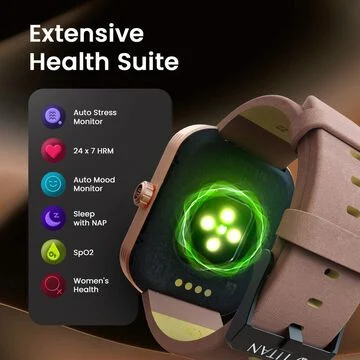 Extensive
Health Suite
Auto Stress
Monitor
24 x 7 HRM
Auto Mood
Monitor
Sleep
with NAP
O₂
SpO2
Women's
Health
TITAN